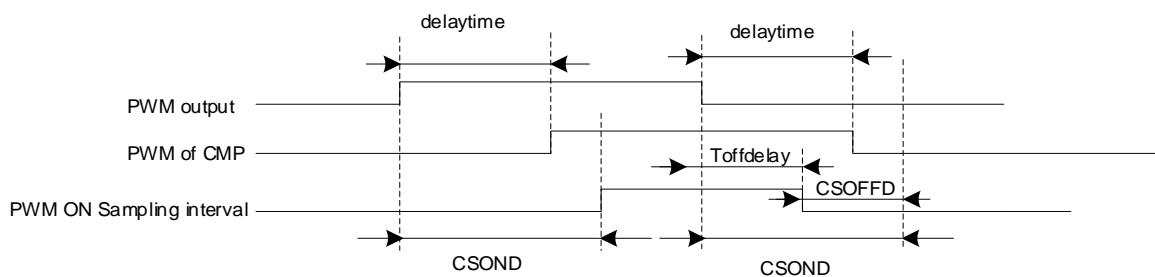 delaytime
delaytime
PWM output
PWM of CMP
Toffdelay
CSOFFD
PWM ON Sampling interval
CSOND
CSOND